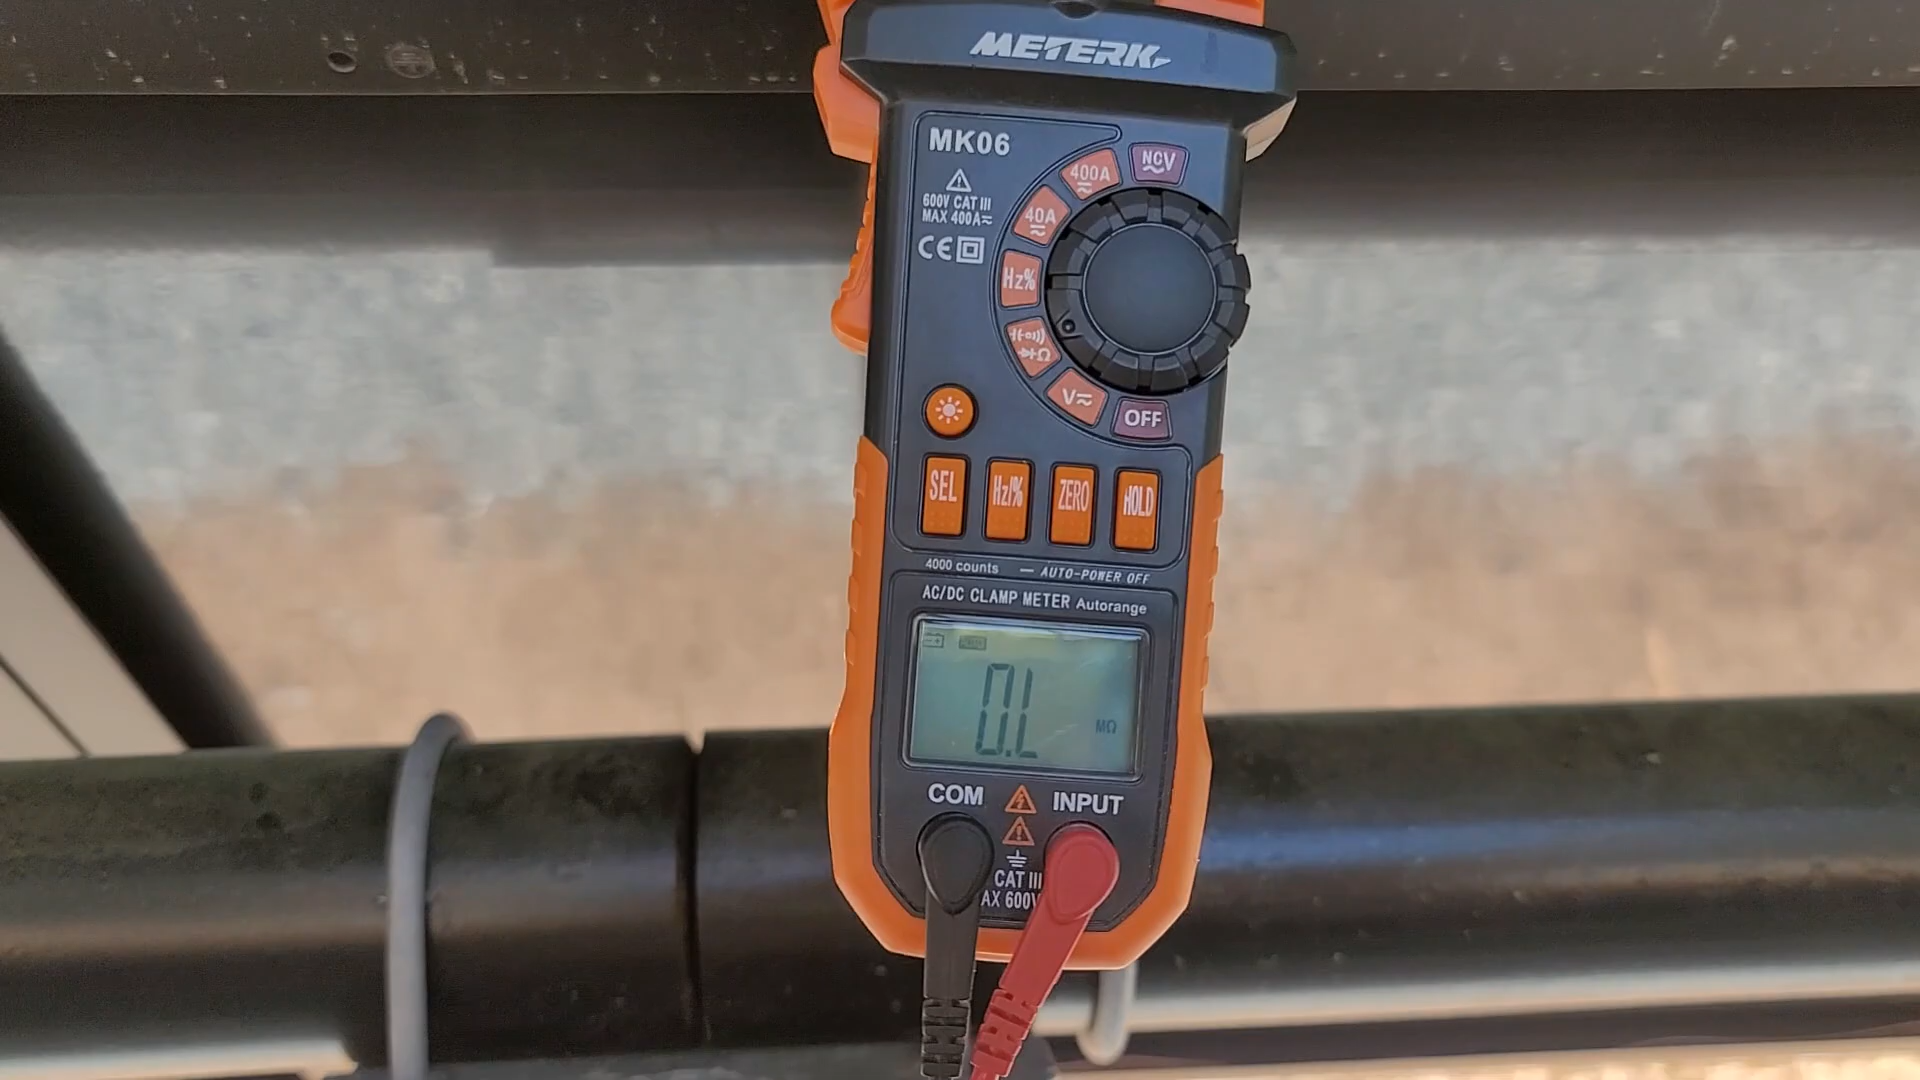 METERK
MK06
NCV
400A
600V CAT III
MAX 400A
40A
CE
Hz%
Ω
V
OFF
SEL
Hz/%
ZERO
HOLD
4000 counts
AUTO-POWER OFF
AC/DC CLAMP METER Autorange
0.L
MΩ
COM
INPUT
CAT III
AX 600V